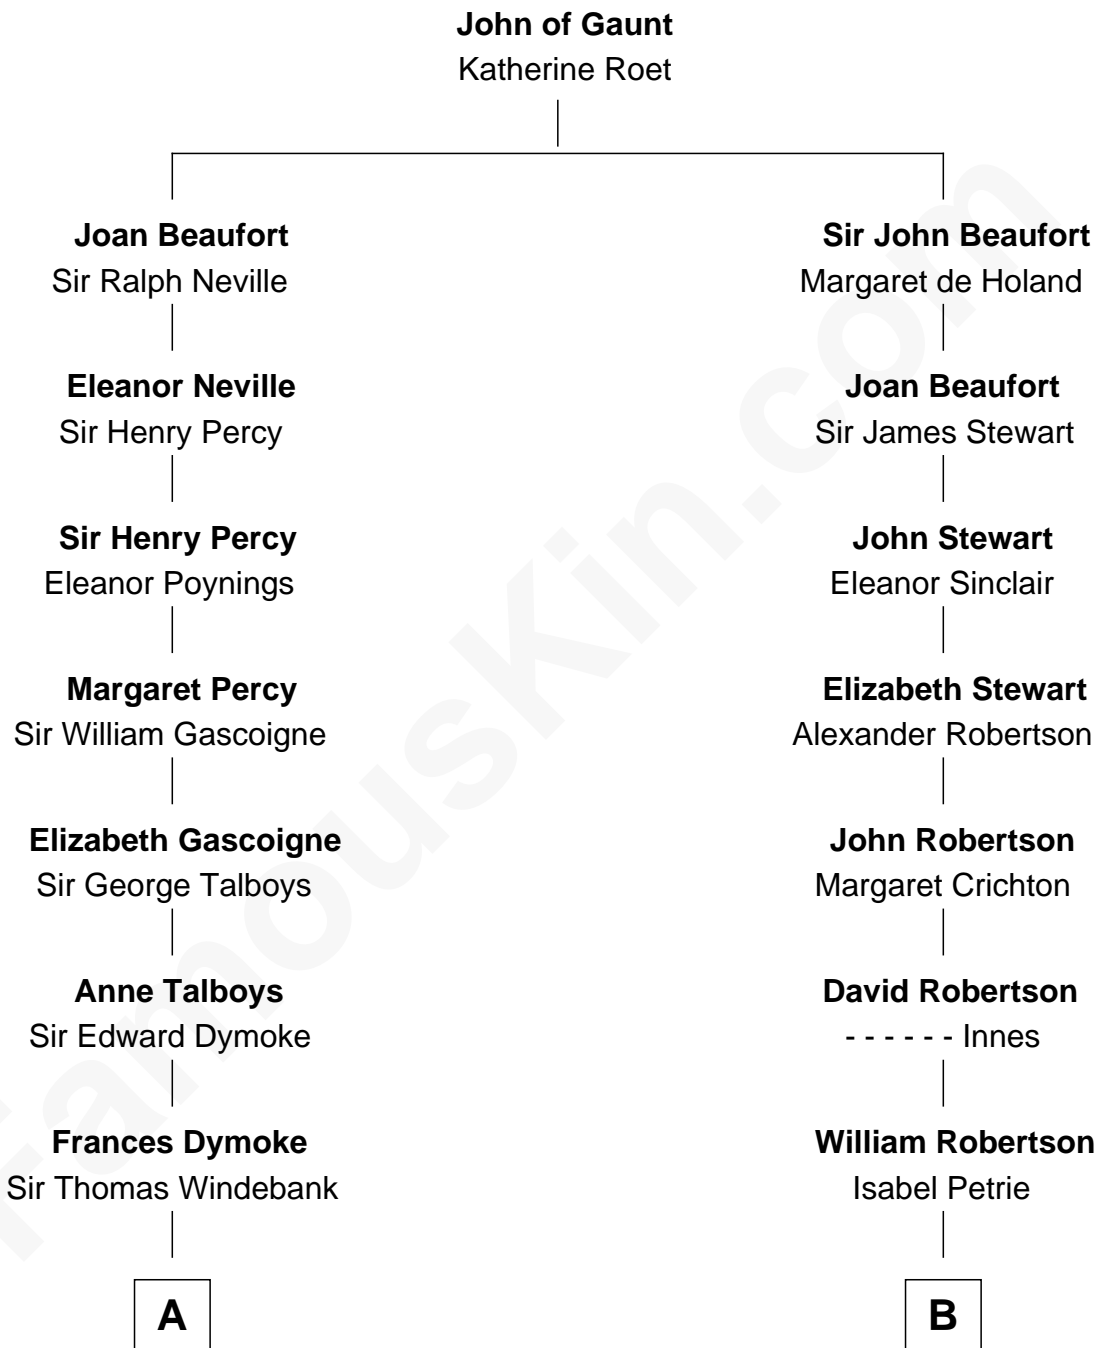 John of Gaunt
Katherine Roet
Joan Beaufort
Sir Ralph Neville
Eleanor Neville
Sir Henry Percy
Sir Henry Percy
Eleanor Poynings
Margaret Percy
Sir William Gascoigne
Elizabeth Gascoigne
Sir George Talboys
Anne Talboys
Sir Edward Dymoke
Frances Dymoke
Sir Thomas Windebank
A
Sir John Beaufort
Margaret de Holand
Joan Beaufort
Sir James Stewart
John Stewart
Eleanor Sinclair
Elizabeth Stewart
Alexander Robertson
John Robertson
Margaret Crichton
David Robertson
- - - - - - Innes
William Robertson
Isabel Petrie
B
FamousKin.com